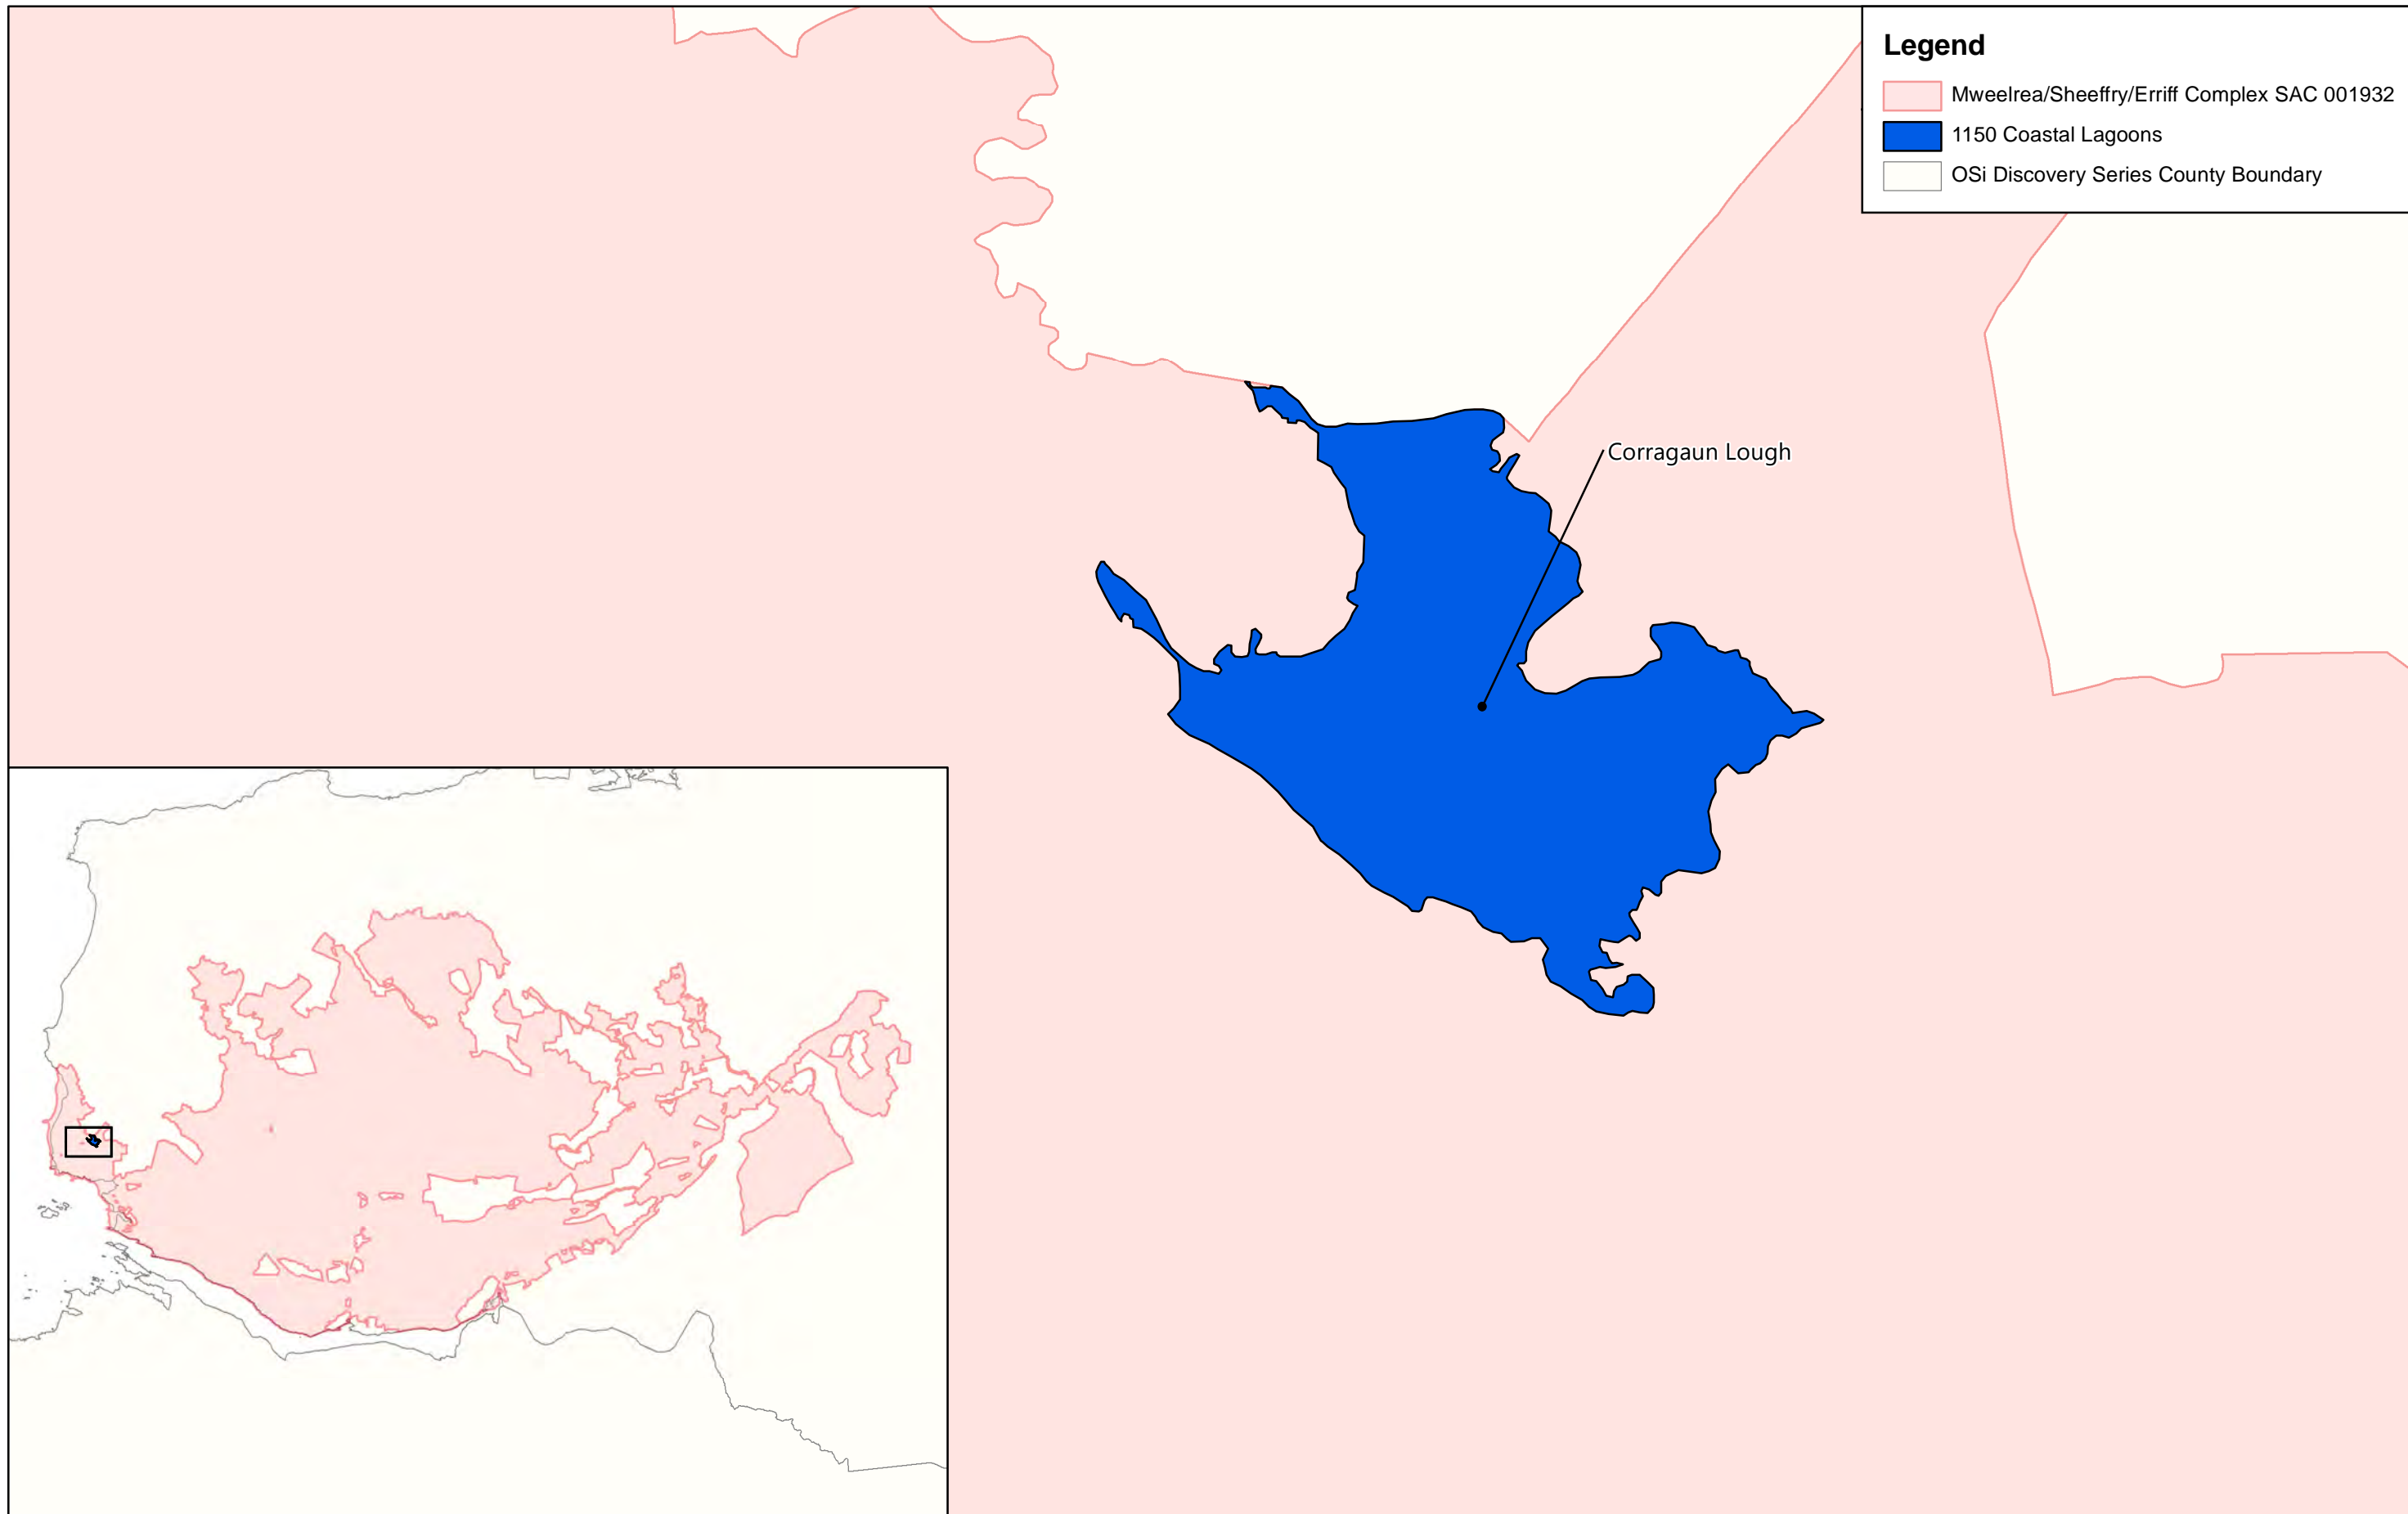 Legend
Mweelrea/Sheeffry/Erriff Complex SAC 001932
1150 Coastal Lagoons
OSi Discovery Series County Boundary
Corragaun Lough